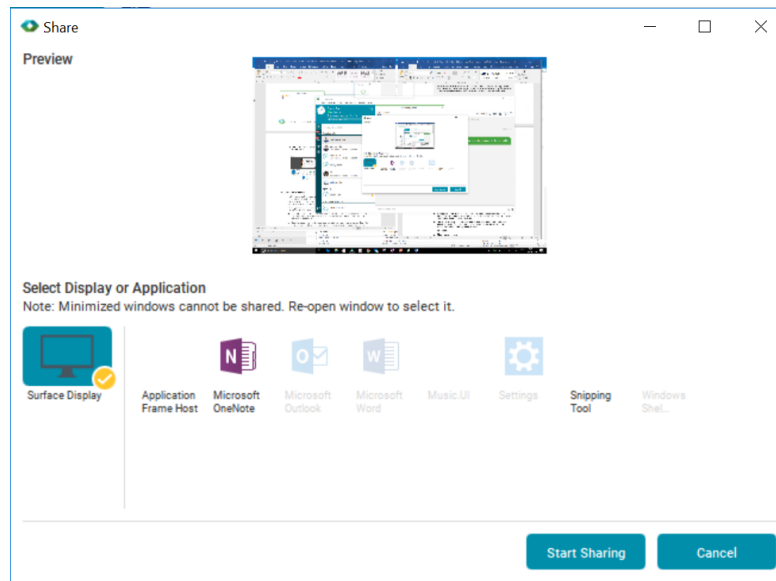 Share
Preview
Select Display or Application
Note: Minimized windows cannot be shared. Re-open window to select it.
Surface Display
Application
Frame Host
Microsoft
OneNote
Microsoft
Outlook
Microsoft
Word
Music.UI
Settings
Snipping
Tool
Windows
Shel...
Start Sharing
Cancel